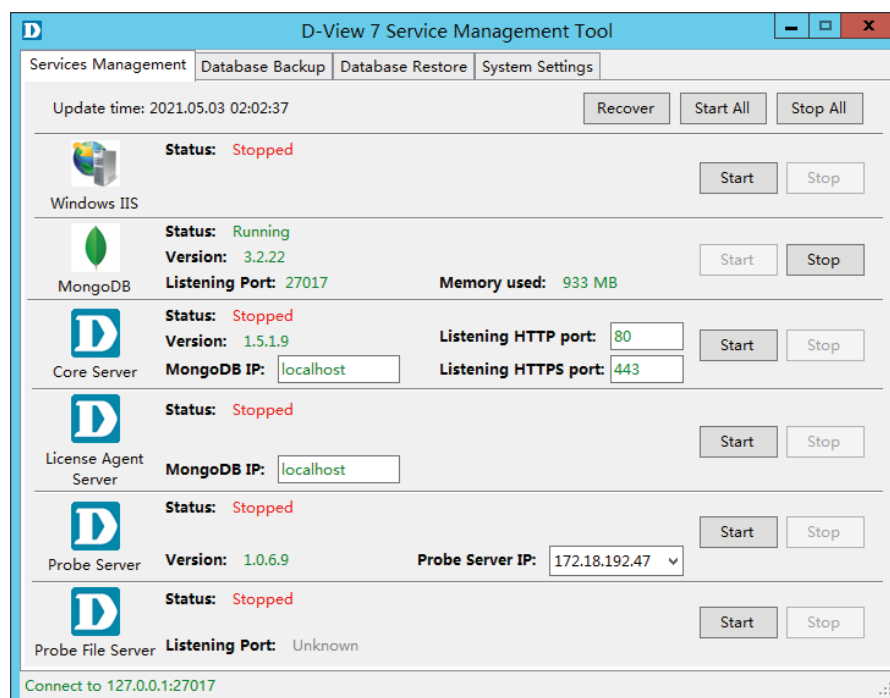 D-View 7 Service Management Tool
Services Management Database Backup Database Restore System Settings
Update time: 2021.05.03 02:02:37 Recover Start All Stop All
Status: Stopped
Windows IIS Start Stop
Status: Running
Version: 3.2.22
Listening Port: 27017 Memory used: 933 MB
MongoDB Start Stop
Status: Stopped
Version: 1.5.1.9 Listening HTTP port: 80
MongoDB IP: localhost Listening HTTPS port: 443
Core Server Start Stop
Status: Stopped
License Agent
Server
MongoDB IP: localhost Start Stop
Status: Stopped
Version: 1.0.6.9 Probe Server IP: 172.18.192.47
Probe Server Start Stop
Status: Stopped
Listening Port: Unknown
Probe File Server Start Stop
Connect to 127.0.0.1:27017